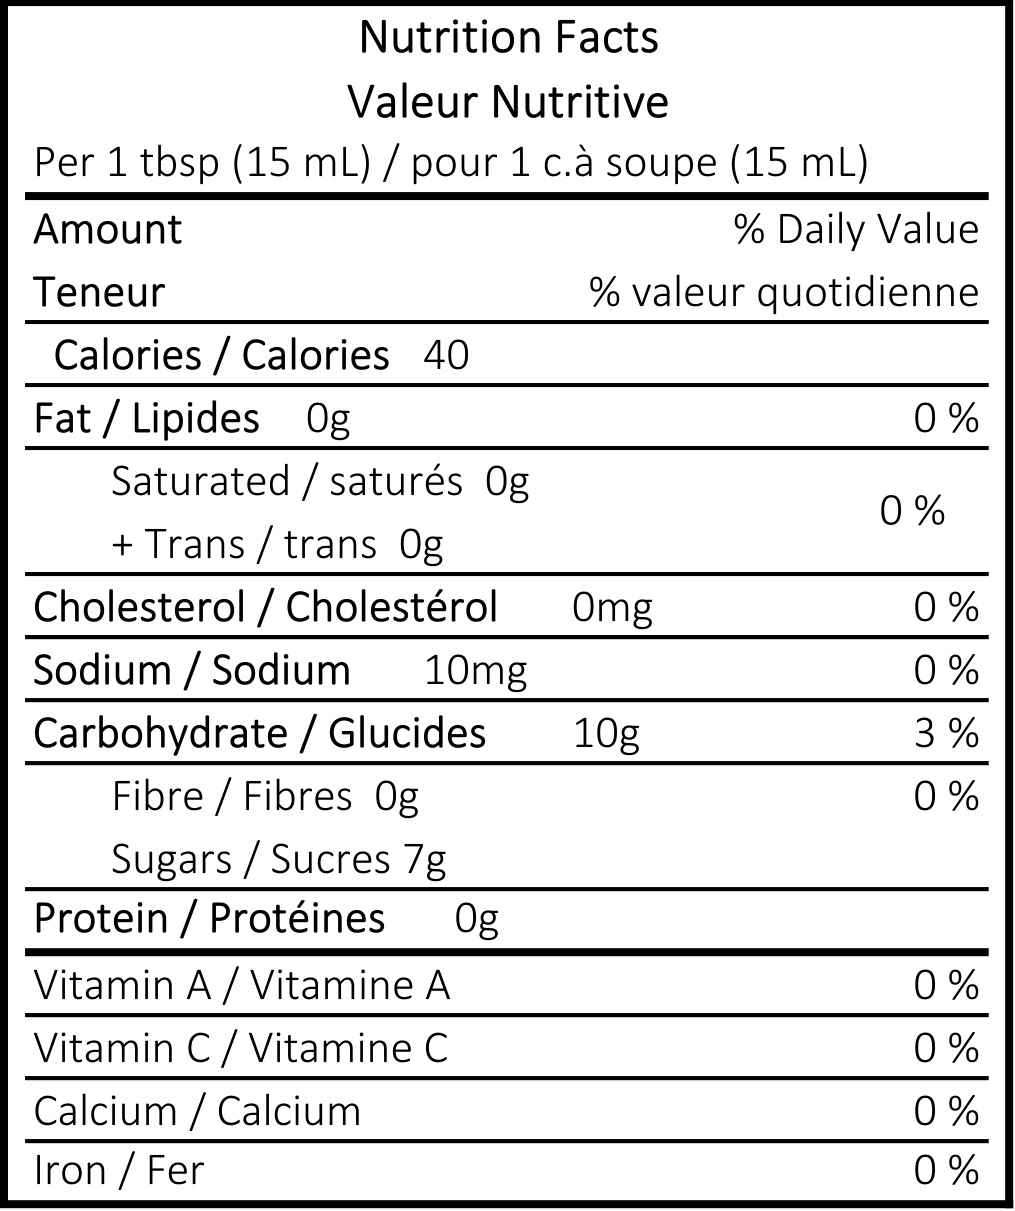 Nutrition Facts
Valeur Nutritive
Per 1 tbsp (15 mL) / pour 1 c.à soupe (15 mL)
Amount % Daily Value
Teneur % valeur quotidienne
Calories / Calories 40
Fat / Lipides 0g 0 %
Saturated / saturés 0g
0 %
+ Trans / trans 0g
Cholesterol / Cholestérol 0mg 0 %
Sodium / Sodium 10mg 0 %
Carbohydrate / Glucides 10g 3 %
Fibre / Fibres 0g 0 %
Sugars / Sucres 7g
Protein / Protéines 0g
Vitamin A / Vitamine A 0 %
Vitamin C / Vitamine C 0 %
Calcium / Calcium 0 %
Iron / Fer 0 %